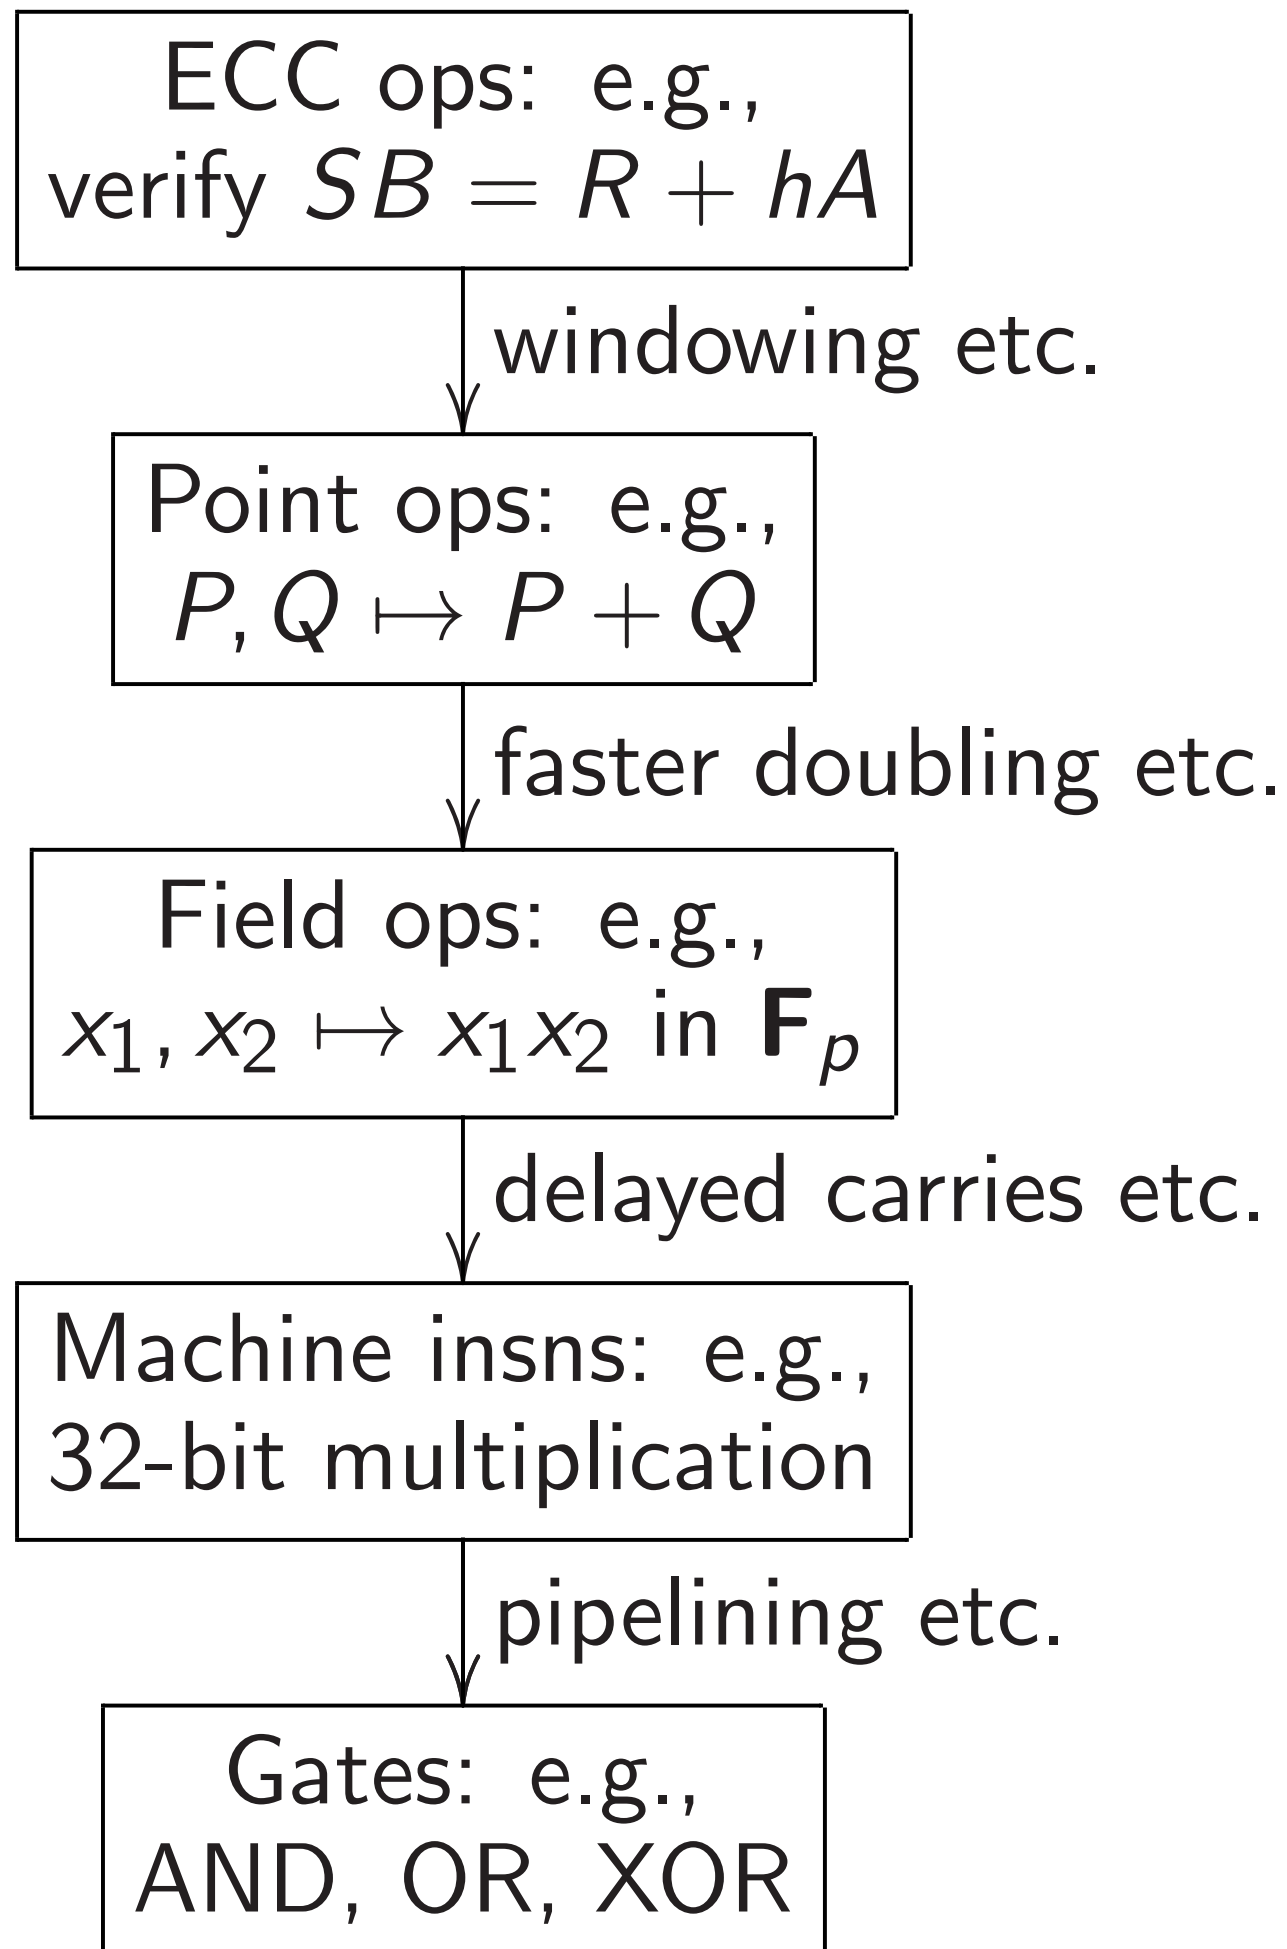 ECC ops: e.g.,
verify SB = R + hA
windowing etc.
Point ops: e.g.,
P, Q ↦ P + Q
faster doubling etc.
Field ops: e.g.,
x₁, x₂ ↦ x₁x₂ in 𝐅ₚ
delayed carries etc.
Machine insns: e.g.,
32-bit multiplication
pipelining etc.
Gates: e.g.,
AND, OR, XOR